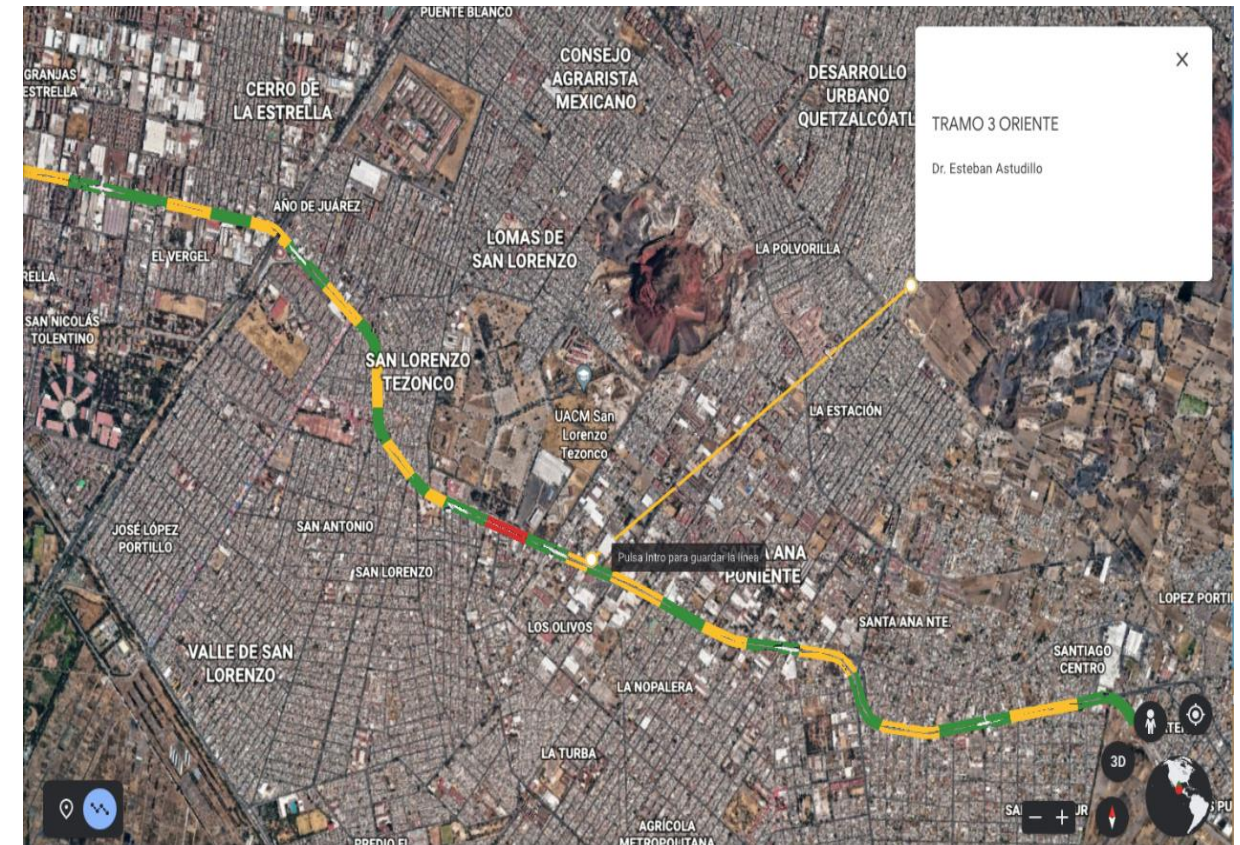 PUENTE BLANCO
CONSEJO
AGRARISTA
MEXICANO
DESARROLLO
URBANO
QUETZALCÓATL
GRANJAS
ESTRELLA
CERRO DE
LA ESTRELLA
TRAMO 3 ORIENTE
Dr. Esteban Astudillo
AÑO DE JUÁREZ
EL VERGEL
LOMAS DE
SAN LORENZO
LA POLVORILLA
SAN NICOLÁS
TOLENTINO
SAN LORENZO
TEZONCO
UACM San
Lorenzo
Tezonco
LA ESTACIÓN
JOSÉ LÓPEZ
PORTILLO
SAN ANTONIO
SAN LORENZO
Pulsa Intro para guardar la línea
ANA
PONIENTE
LOPEZ PORTI
LOS OLIVOS
SANTA ANA NTE.
SANTIAGO
CENTRO
VALLE DE SAN
LORENZO
LA NOPALERA
LA TURBA
3D
AGRÍCOLA
METROPOLITANA
PREDIO EL